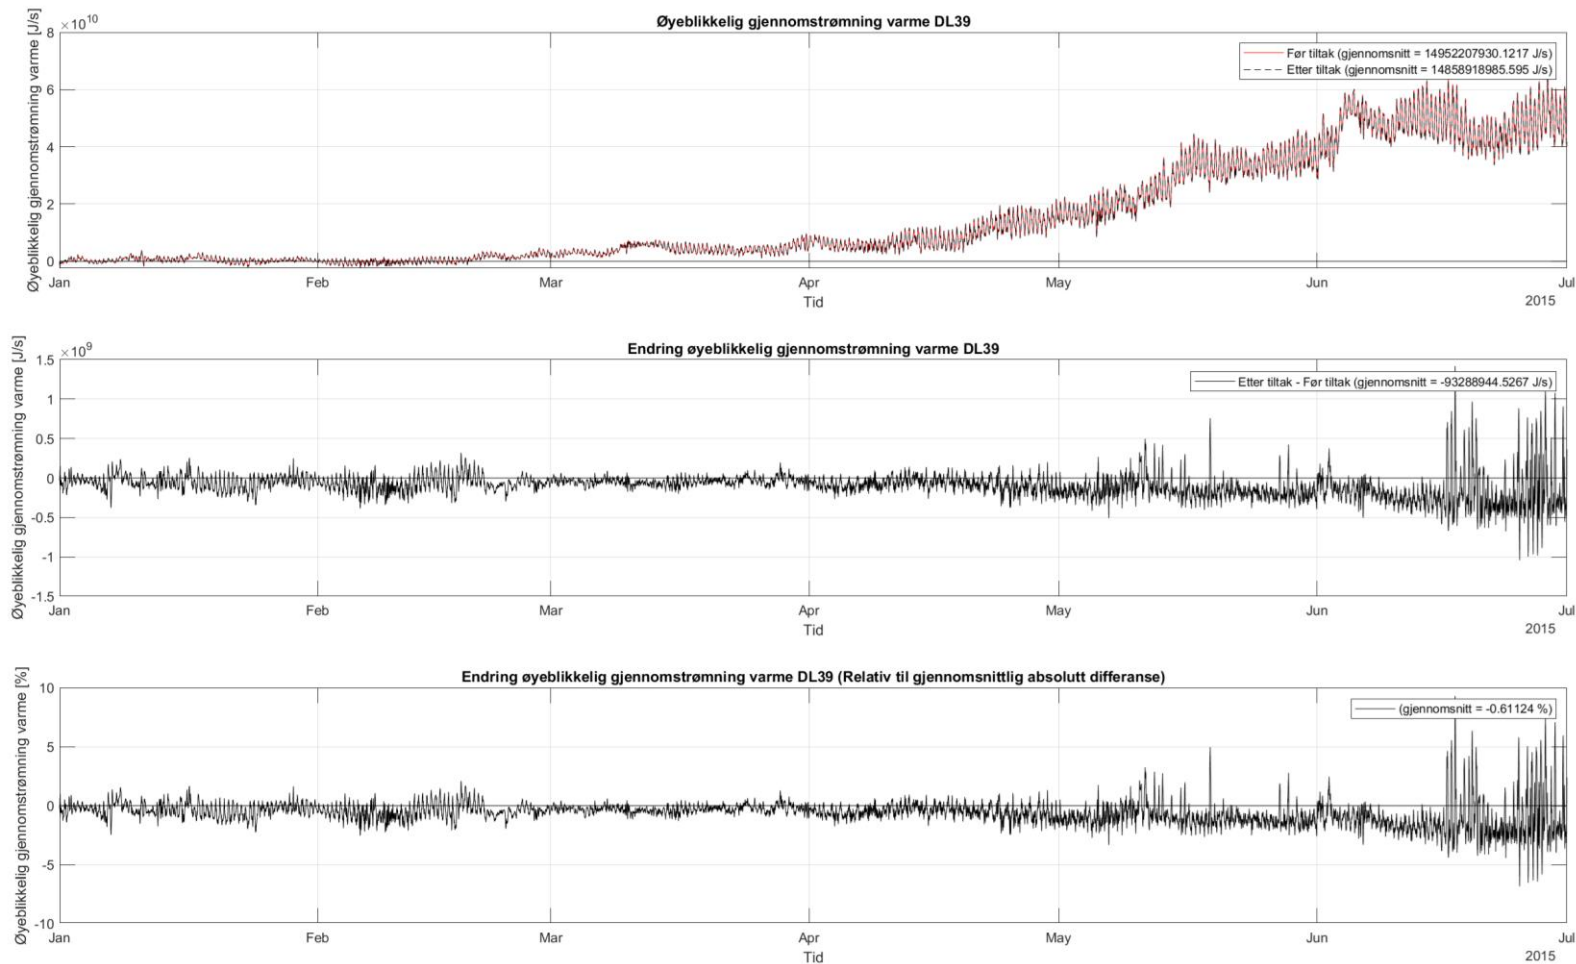 Øyeblikkelig gjennomstrømning varme DL39
×10^10
Øyeblikkelig gjennomstrømning varme [J/s]
8
6
4
2
0
Før tiltak (gjennomsnitt = 14952207930.1217 J/s)
Etter tiltak (gjennomsnitt = 14858918985.595 J/s)
Jan Feb Mar Apr May Jun Jul
Tid
2015
Endring øyeblikkelig gjennomstrømning varme DL39
×10^9
Øyeblikkelig gjennomstrømning varme [J/s]
1.5
1
0.5
0
-0.5
-1
-1.5
Etter tiltak - Før tiltak (gjennomsnitt = -93288944.5267 J/s)
Jan Feb Mar Apr May Jun Jul
Tid
2015
Endring øyeblikkelig gjennomstrømning varme DL39 (Relativ til gjennomsnittlig absolutt differanse)
Øyeblikkelig gjennomstrømning varme [%]
10
5
0
-5
-10
(gjennomsnitt = -0.61124 %)
Jan Feb Mar Apr May Jun Jul
Tid
2015